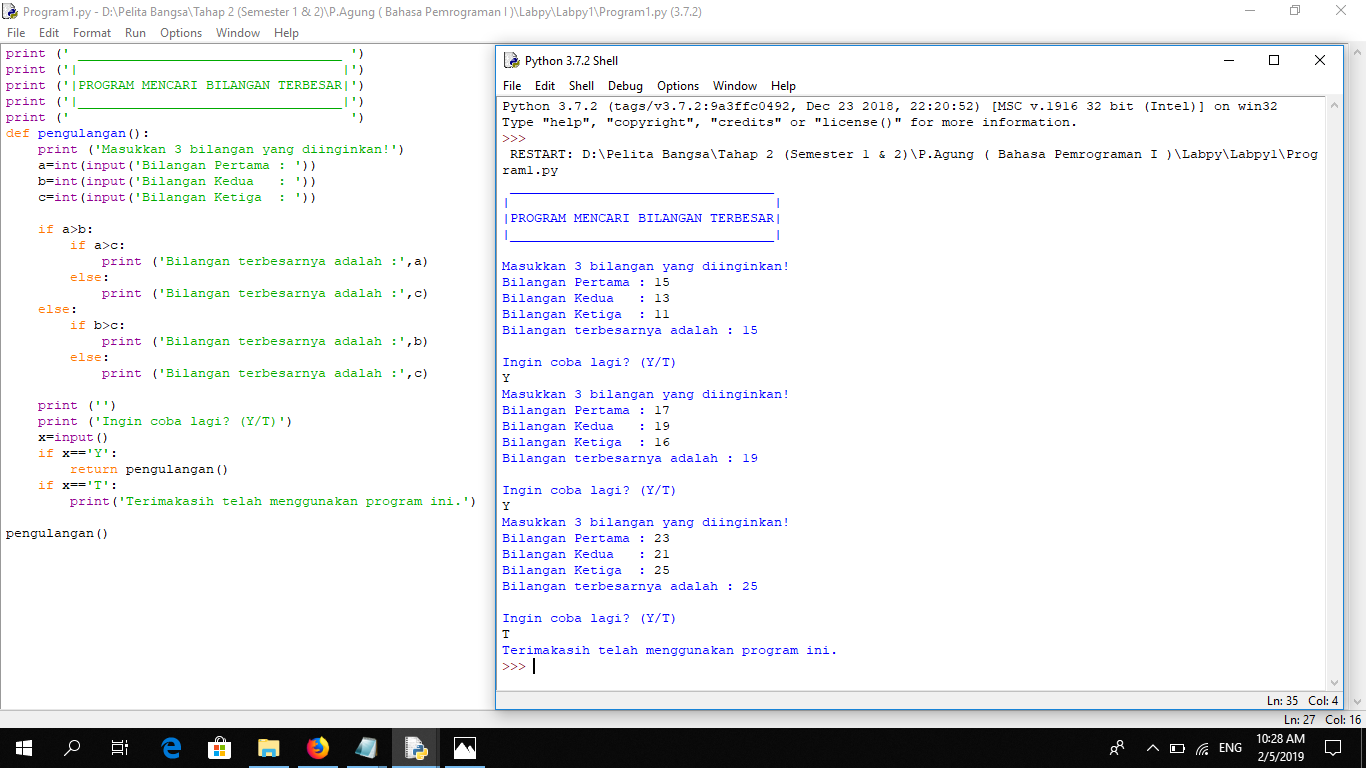 Program1.py - D:\Pelita Bangsa\Tahap 2 (Semester 1 & 2)\P.Agung ( Bahasa Pemrograman I )\Labpy\Labpy1\Program1.py (3.7.2)
File Edit Format Run Options Window Help
print (' _________________________________ ')
print ('|                                 |')
print ('|PROGRAM MENCARI BILANGAN TERBESAR|')
print ('|_________________________________|')
print ('                                   ')
def pengulangan():
    print ('Masukkan 3 bilangan yang diinginkan!')
    a=int(input('Bilangan Pertama : '))
    b=int(input('Bilangan Kedua   : '))
    c=int(input('Bilangan Ketiga  : '))

    if a>b:
        if a>c:
            print ('Bilangan terbesarnya adalah :',a)
        else:
            print ('Bilangan terbesarnya adalah :',c)
    else:
        if b>c:
            print ('Bilangan terbesarnya adalah :',b)
        else:
            print ('Bilangan terbesarnya adalah :',c)

    print ('')
    print ('Ingin coba lagi? (Y/T)')
    x=input()
    if x=='Y':
        return pengulangan()
    if x=='T':
        print('Terimakasih telah menggunakan program ini.')

pengulangan()
Python 3.7.2 Shell
File Edit Shell Debug Options Window Help
Python 3.7.2 (tags/v3.7.2:9a3ffc0492, Dec 23 2018, 22:20:52) [MSC v.1916 32 bit (Intel)] on win32
Type "help", "copyright", "credits" or "license()" for more information.
>>>
 RESTART: D:\Pelita Bangsa\Tahap 2 (Semester 1 & 2)\P.Agung ( Bahasa Pemrograman I )\Labpy\Labpy1\Prog
ram1.py
 _________________________________
|                                 |
|PROGRAM MENCARI BILANGAN TERBESAR|
|_________________________________|

Masukkan 3 bilangan yang diinginkan!
Bilangan Pertama : 15
Bilangan Kedua   : 13
Bilangan Ketiga  : 11
Bilangan terbesarnya adalah : 15

Ingin coba lagi? (Y/T)
Y
Masukkan 3 bilangan yang diinginkan!
Bilangan Pertama : 17
Bilangan Kedua   : 19
Bilangan Ketiga  : 16
Bilangan terbesarnya adalah : 19

Ingin coba lagi? (Y/T)
Y
Masukkan 3 bilangan yang diinginkan!
Bilangan Pertama : 23
Bilangan Kedua   : 21
Bilangan Ketiga  : 25
Bilangan terbesarnya adalah : 25

Ingin coba lagi? (Y/T)
T
Terimakasih telah menggunakan program ini.
>>>
Ln: 35 Col: 4
Ln: 27 Col: 16
ENG
10:28 AM
2/5/2019